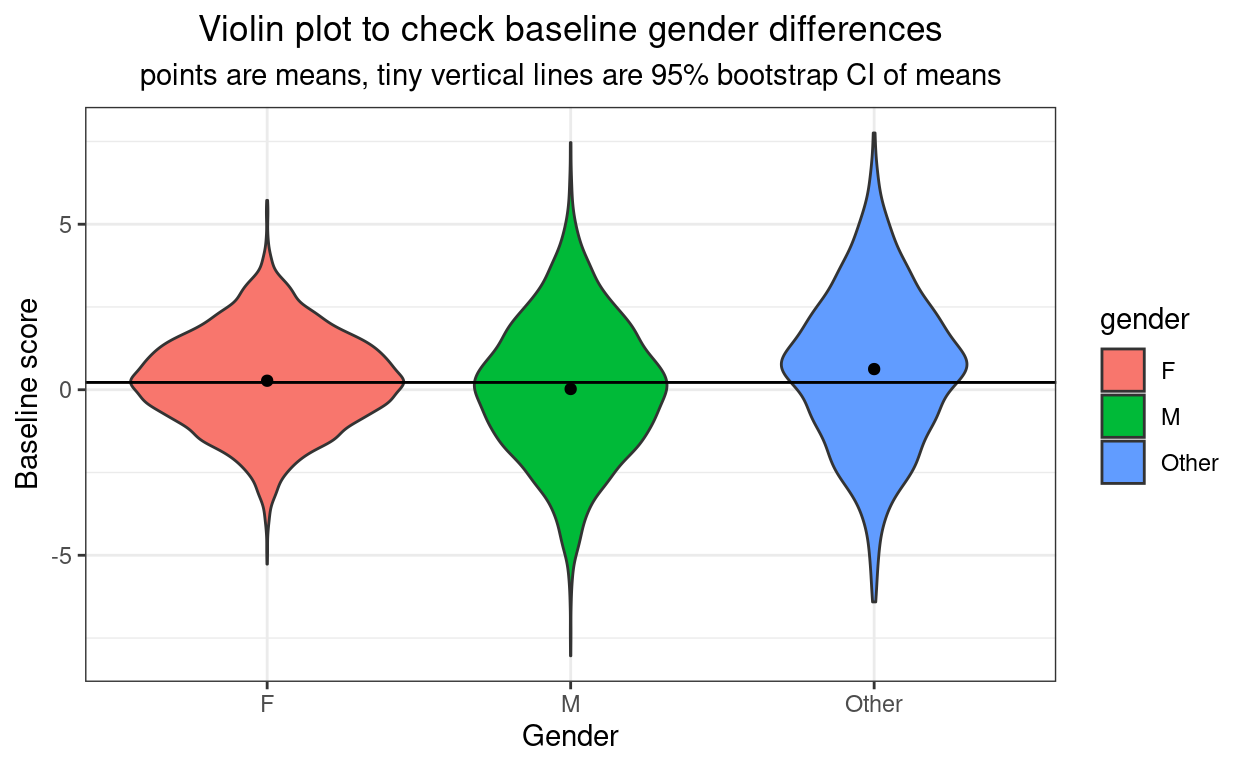 Violin plot to check baseline gender differences
points are means, tiny vertical lines are 95% bootstrap CI of means
Baseline score
5
0
-5
F
M
Other
Gender
gender
F
M
Other